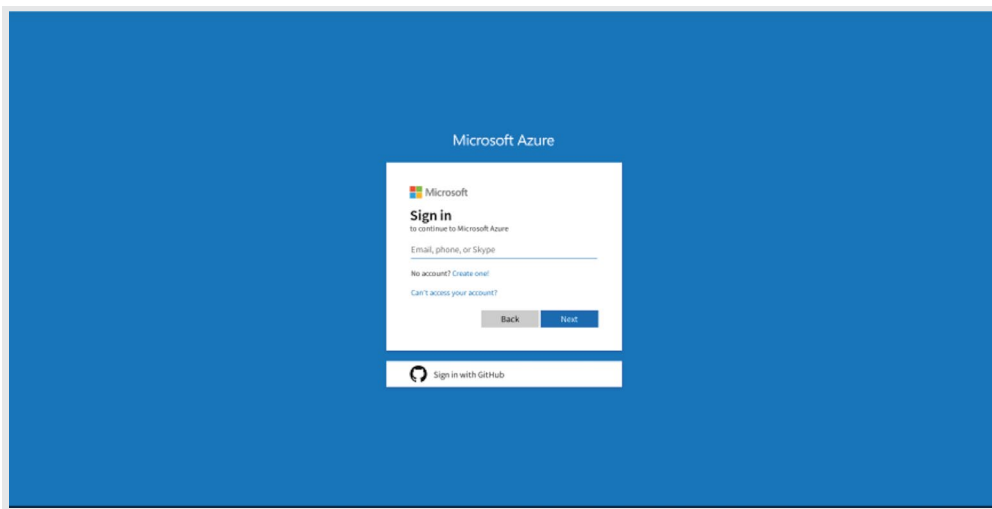 Microsoft Azure
Microsoft
Sign in
to continue to Microsoft Azure
Email, phone, or Skype
No account? Create one!
Can't access your account?
Back Next
Sign in with GitHub